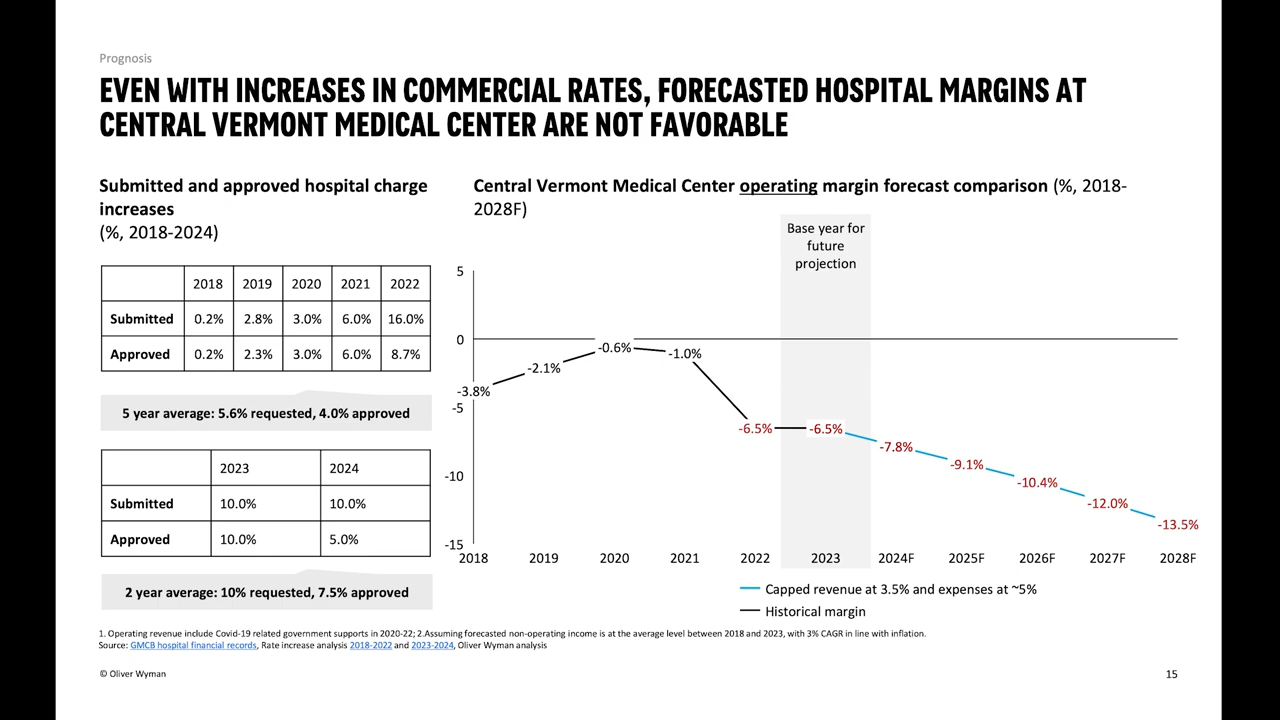 Prognosis
EVEN WITH INCREASES IN COMMERCIAL RATES, FORECASTED HOSPITAL MARGINS AT
CENTRAL VERMONT MEDICAL CENTER ARE NOT FAVORABLE
Submitted and approved hospital charge
increases
(%, 2018-2024)
2018 2019 2020 2021 2022
Submitted 0.2% 2.8% 3.0% 6.0% 16.0%
Approved 0.2% 2.3% 3.0% 6.0% 8.7%
5 year average: 5.6% requested, 4.0% approved
2023 2024
Submitted 10.0% 10.0%
Approved 10.0% 5.0%
2 year average: 10% requested, 7.5% approved
Central Vermont Medical Center operating margin forecast comparison (%, 2018-
2028F)
Base year for
future
projection
5
0
-5
-10
-15
-3.8%
-2.1%
-0.6%
-1.0%
-6.5%
-6.5%
-7.8%
-9.1%
-10.4%
-12.0%
-13.5%
2018 2019 2020 2021 2022 2023 2024F 2025F 2026F 2027F 2028F
Capped revenue at 3.5% and expenses at ~5%
Historical margin
1. Operating revenue include Covid-19 related government supports in 2020-22; 2.Assuming forecasted non-operating income is at the average level between 2018 and 2023, with 3% CAGR in line with inflation.
Source: GMCB hospital financial records, Rate increase analysis 2018-2022 and 2023-2024, Oliver Wyman analysis
© Oliver Wyman
15